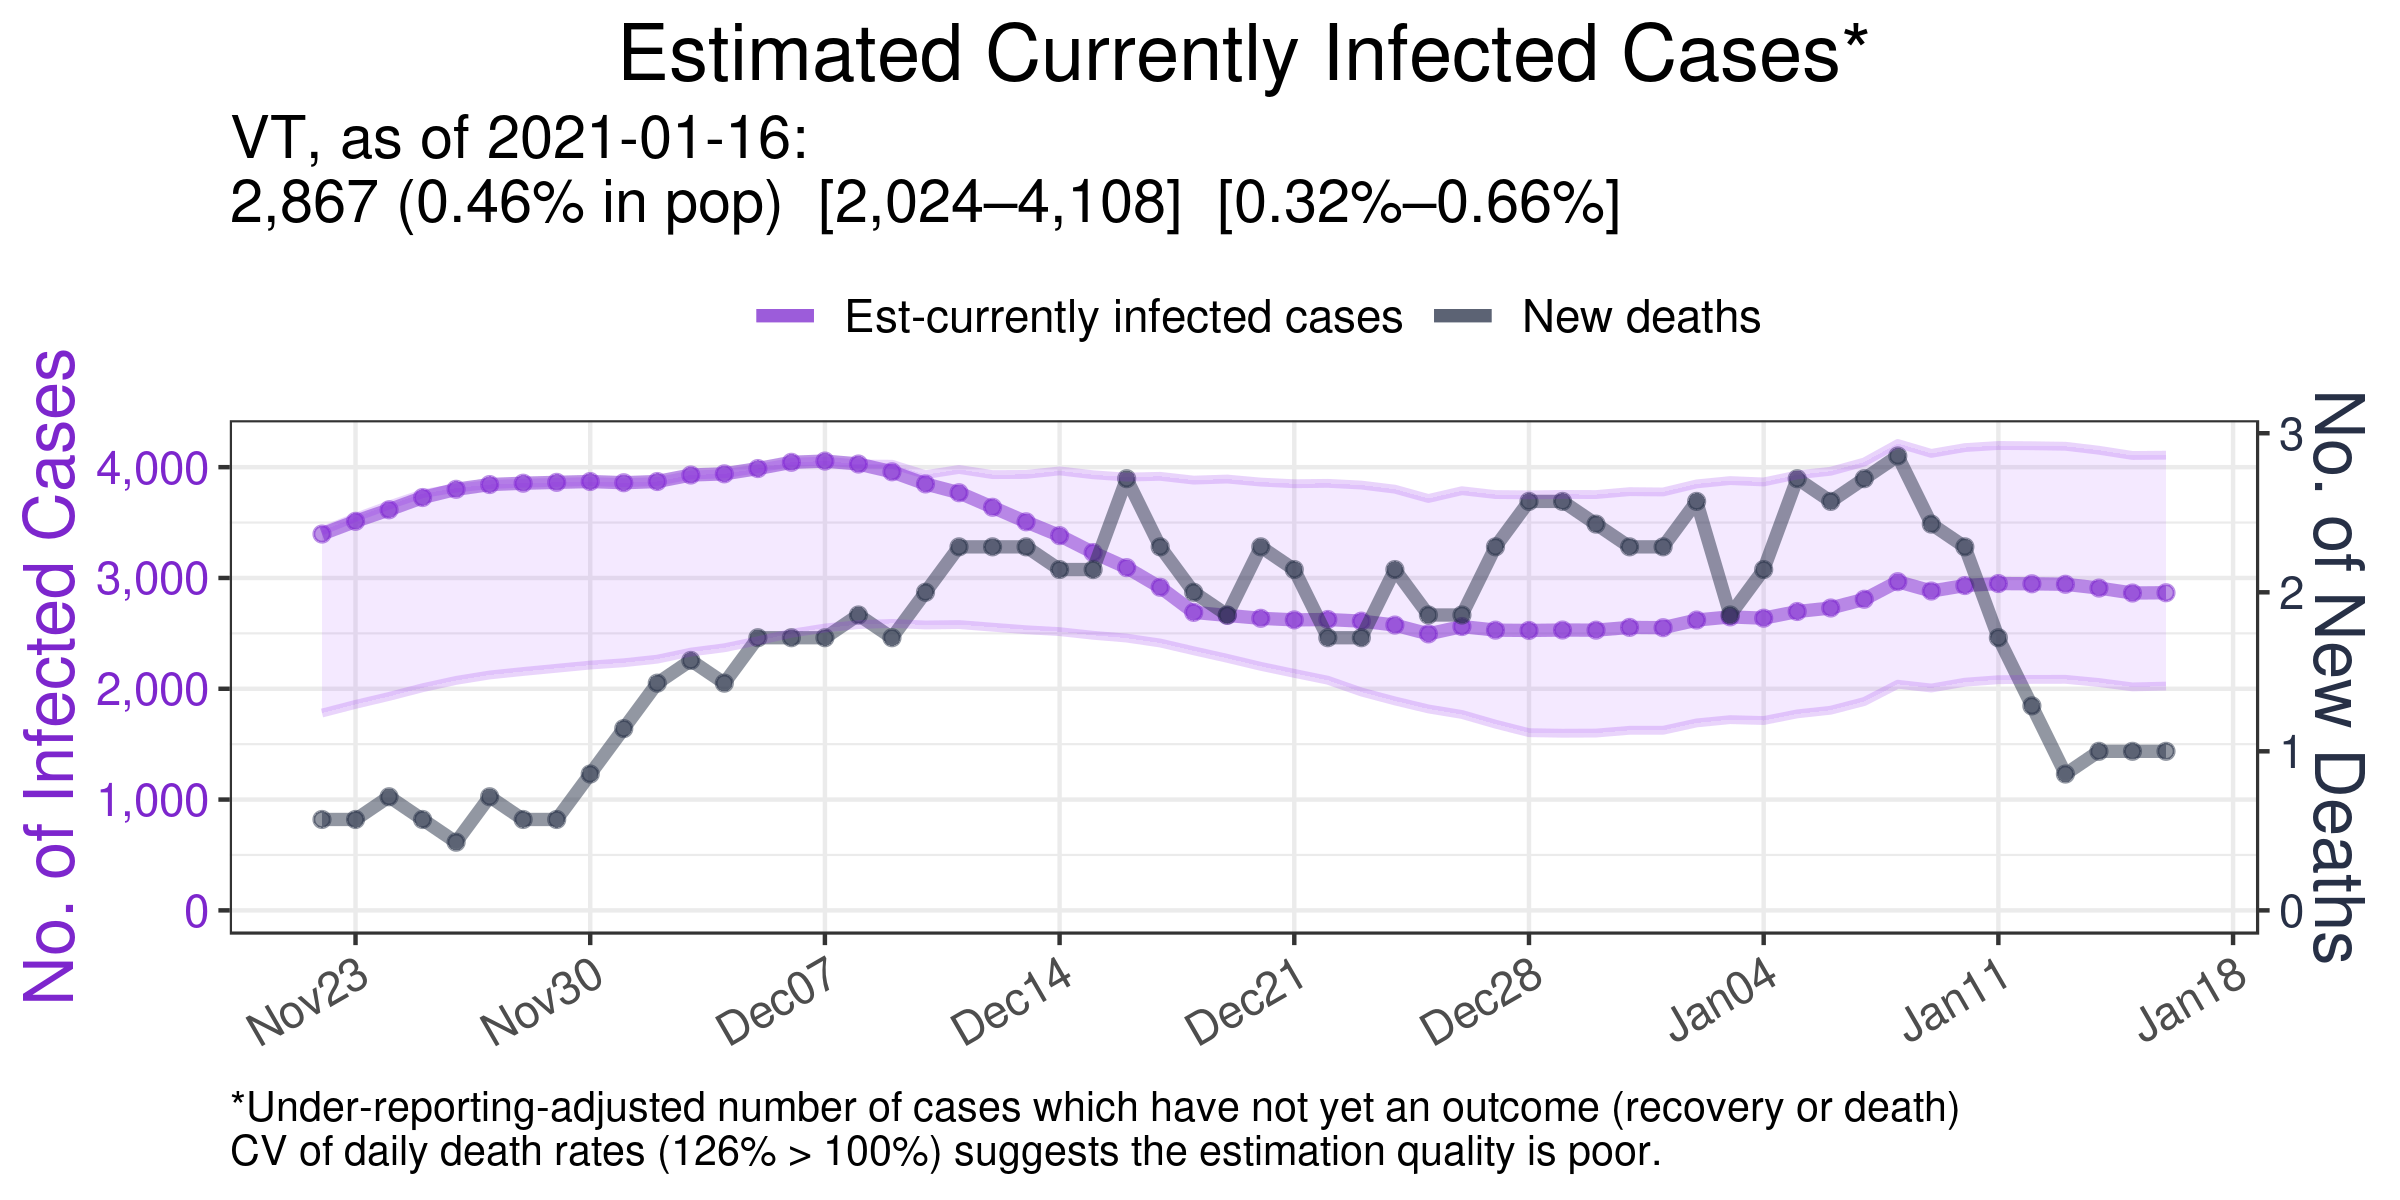 Estimated Currently Infected Cases*
VT, as of 2021-01-16:
2,867 (0.46% in pop)  [2,024–4,108]  [0.32%–0.66%]
Est-currently infected cases
New deaths
No. of Infected Cases
4,000
3,000
2,000
1,000
0
3
2
1
0
No. of New Deaths
Nov23
Nov30
Dec07
Dec14
Dec21
Dec28
Jan04
Jan11
Jan18
*Under-reporting-adjusted number of cases which have not yet an outcome (recovery or death)
CV of daily death rates (126% > 100%) suggests the estimation quality is poor.